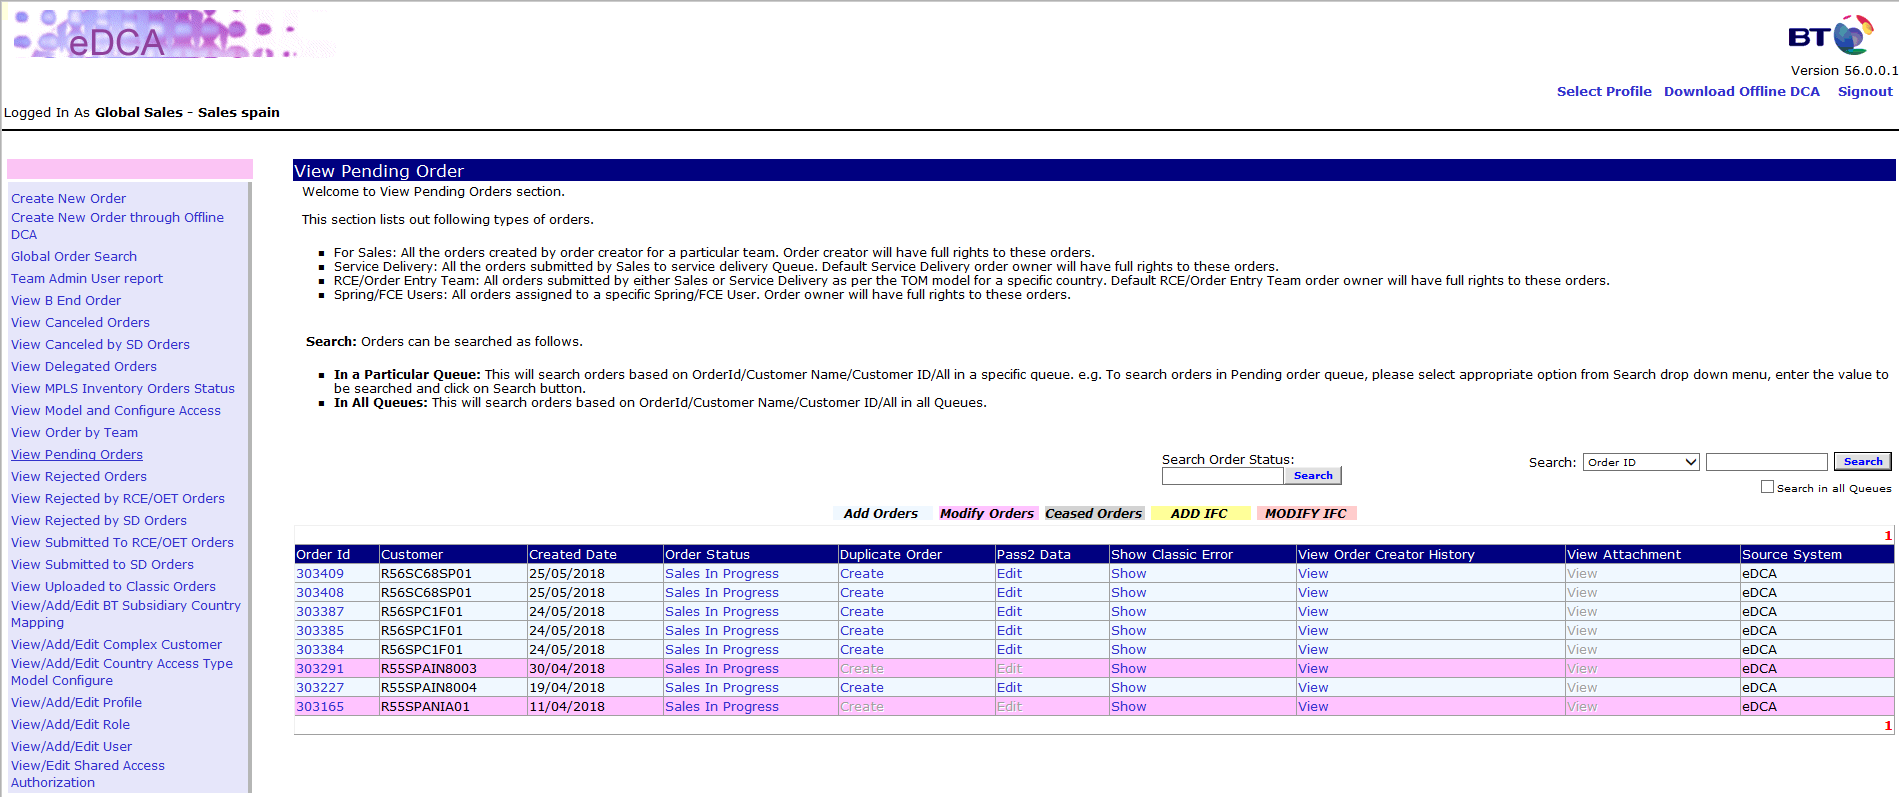 eDCA
BT
Version 56.0.0.1
Select Profile Download Offline DCA Signout
Logged In As Global Sales - Sales spain
Create New Order
Create New Order through Offline
DCA
Global Order Search
Team Admin User report
View B End Order
View Canceled Orders
View Canceled by SD Orders
View Delegated Orders
View MPLS Inventory Orders Status
View Model and Configure Access
View Order by Team
View Pending Orders
View Rejected Orders
View Rejected by RCE/OET Orders
View Rejected by SD Orders
View Submitted To RCE/OET Orders
View Submitted to SD Orders
View Uploaded to Classic Orders
View/Add/Edit BT Subsidiary Country
Mapping
View/Add/Edit Complex Customer
View/Add/Edit Country Access Type
Model Configure
View/Add/Edit Profile
View/Add/Edit Role
View/Add/Edit User
View/Edit Shared Access
Authorization
View Pending Order
Welcome to View Pending Orders section.
This section lists out following types of orders.
For Sales: All the orders created by order creator for a particular team. Order creator will have full rights to these orders.
Service Delivery: All the orders submitted by Sales to service delivery Queue. Default Service Delivery order owner will have full rights to these orders.
RCE/Order Entry Team: All orders submitted by either Sales or Service Delivery as per the TOM model for a specific country. Default RCE/Order Entry Team order owner will have full rights to these orders.
Spring/FCE Users: All orders assigned to a specific Spring/FCE User. Order owner will have full rights to these orders.
Search: Orders can be searched as follows.
In a Particular Queue: This will search orders based on OrderId/Customer Name/Customer ID/All in a specific queue. e.g. To search orders in Pending order queue, please select appropriate option from Search drop down menu, enter the value to
be searched and click on Search button.
In All Queues: This will search orders based on OrderId/Customer Name/Customer ID/All in all Queues.
Search Order Status:
Search
Search: Order ID Search
Search in all Queues
Add Orders Modify Orders Ceased Orders ADD IFC MODIFY IFC
1
Order Id Customer Created Date Order Status Duplicate Order Pass2 Data Show Classic Error View Order Creator History View Attachment Source System
303409 R56SC68SP01 25/05/2018 Sales In Progress Create Edit Show View View eDCA
303408 R56SC68SP01 25/05/2018 Sales In Progress Create Edit Show View View eDCA
303387 R56SPC1F01 24/05/2018 Sales In Progress Create Edit Show View View eDCA
303385 R56SPC1F01 24/05/2018 Sales In Progress Create Edit Show View View eDCA
303384 R56SPC1F01 24/05/2018 Sales In Progress Create Edit Show View View eDCA
303291 R55SPAIN8003 30/04/2018 Sales In Progress Create Edit Show View View eDCA
303227 R55SPAIN8004 19/04/2018 Sales In Progress Create Edit Show View View eDCA
303165 R55SPANIA01 11/04/2018 Sales In Progress Create Edit Show View View eDCA
1